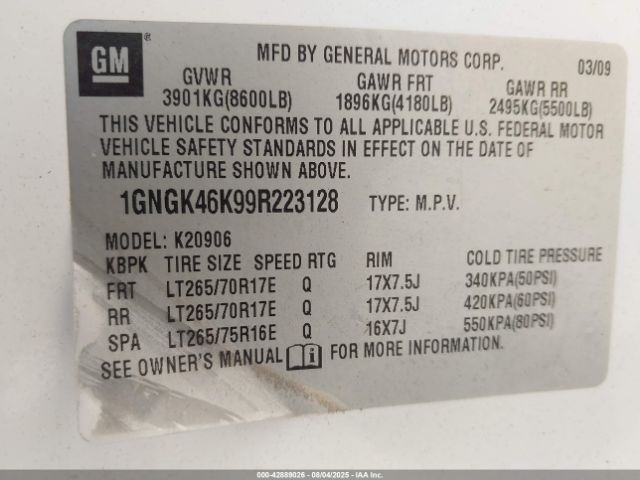 GM®
MFD BY GENERAL MOTORS CORP. 03/09
GVWR GAWR FRT GAWR RR
3901KG(8600LB) 1896KG(4180LB) 2495KG(5500LB)
THIS VEHICLE CONFORMS TO ALL APPLICABLE U.S. FEDERAL MOTOR
VEHICLE SAFETY STANDARDS IN EFFECT ON THE DATE OF
MANUFACTURE SHOWN ABOVE.
1GNGK46K99R223128 TYPE: M.P.V.
MODEL: K20906
KBPK TIRE SIZE SPEED RTG RIM COLD TIRE PRESSURE
FRT LT265/70R17E Q 17X7.5J 340KPA(50PSI)
RR LT265/70R17E Q 17X7.5J 420KPA(60PSI)
SPA LT265/75R16E Q 16X7J 550KPA(80PSI)
SEE OWNER'S MANUAL i FOR MORE INFORMATION.
000-42889026 - 08/04/2025 - IAA Inc.